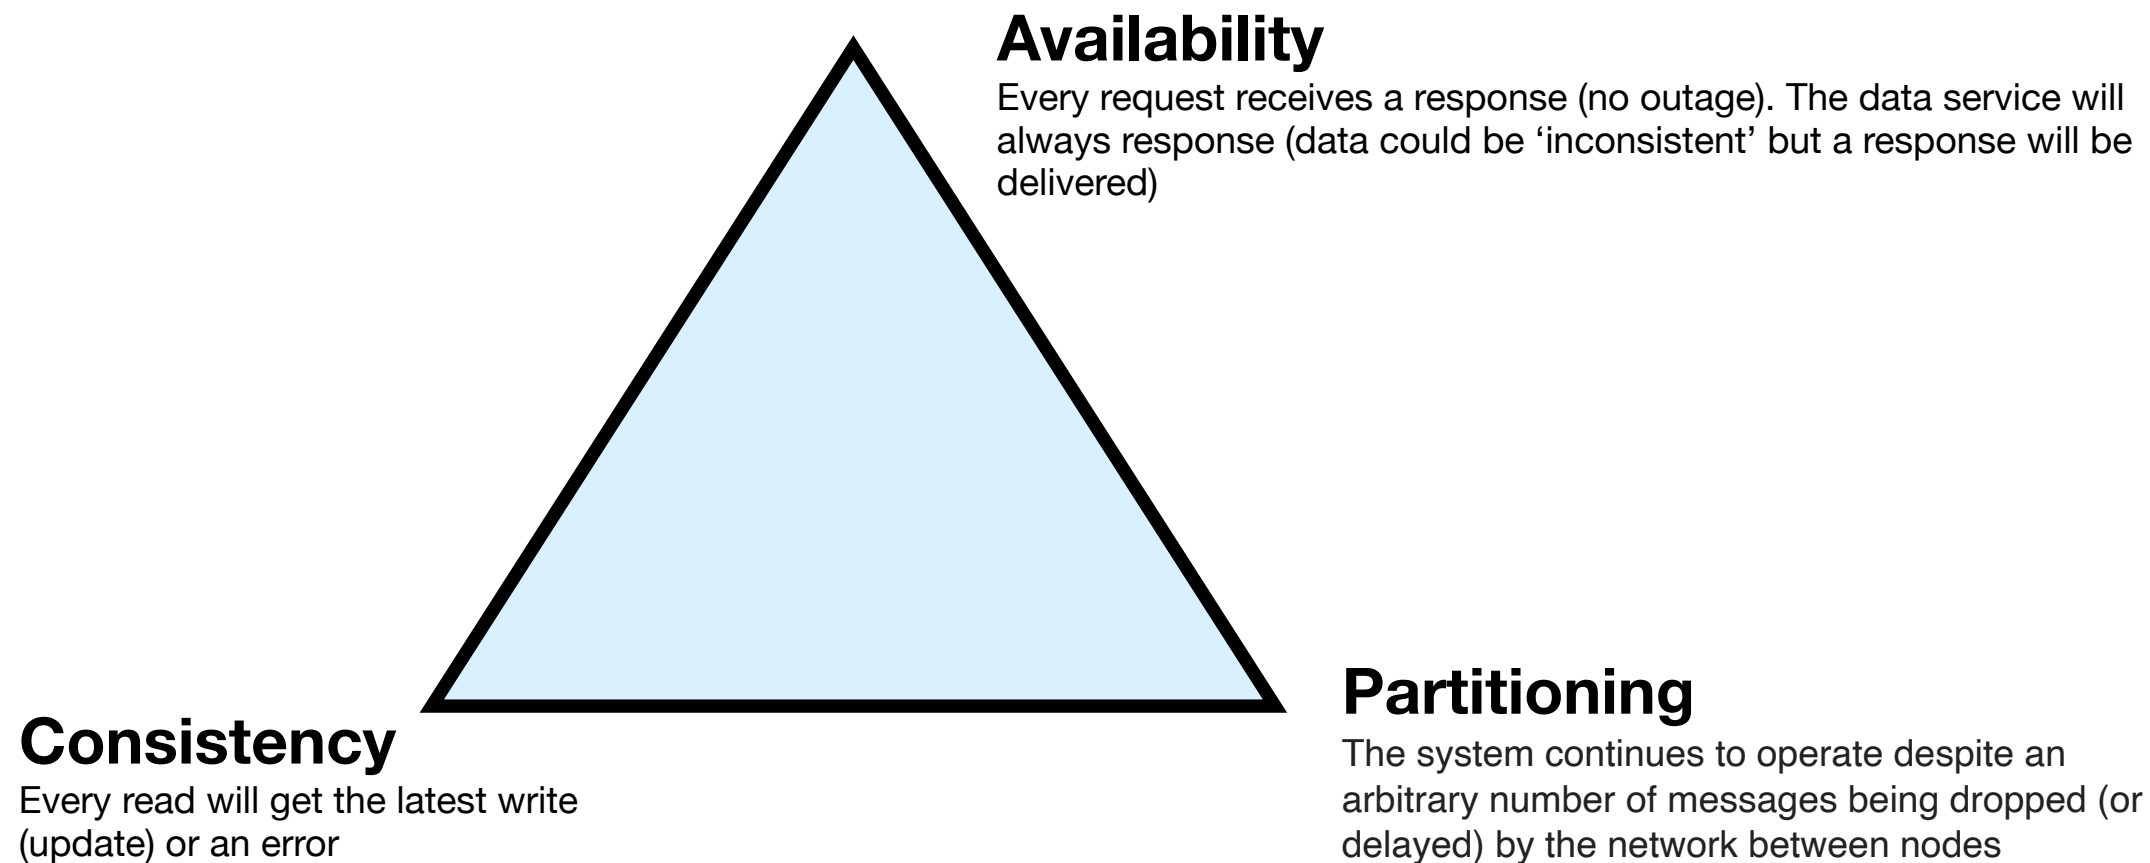 Availability
Every request receives a response (no outage). The data service will
always response (data could be ‘inconsistent’ but a response will be
delivered)
Consistency
Every read will get the latest write
(update) or an error
Partitioning
The system continues to operate despite an
arbitrary number of messages being dropped (or
delayed) by the network between nodes